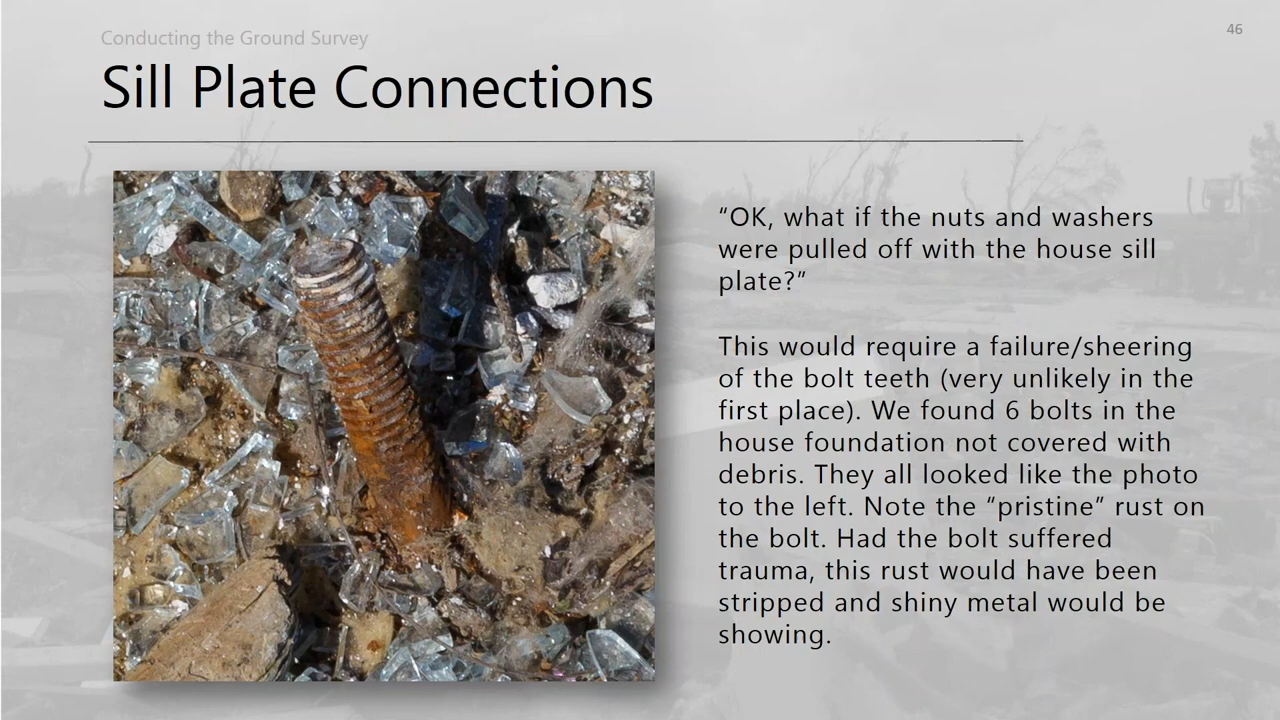 Conducting the Ground Survey
46
Sill Plate Connections
“OK, what if the nuts and washers
were pulled off with the house sill
plate?”
This would require a failure/sheering
of the bolt teeth (very unlikely in the
first place). We found 6 bolts in the
house foundation not covered with
debris. They all looked like the photo
to the left. Note the “pristine” rust on
the bolt. Had the bolt suffered
trauma, this rust would have been
stripped and shiny metal would be
showing.